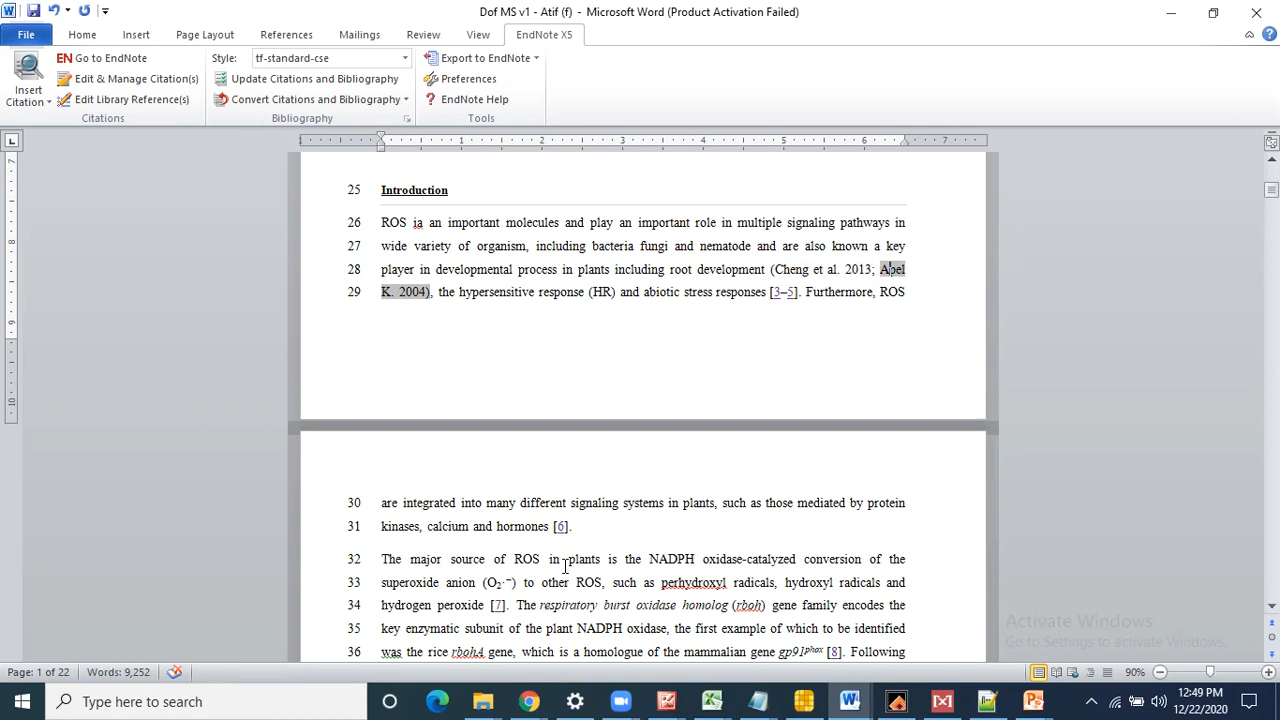 Dof MS v1 - Atif (f) - Microsoft Word (Product Activation Failed)
File Home Insert Page Layout References Mailings Review View EndNote X5
Insert Citation
EN Go to EndNote
Edit & Manage Citation(s)
Edit Library Reference(s)
Citations
Style: tf-standard-cse
Update Citations and Bibliography
Convert Citations and Bibliography
Bibliography
Export to EndNote
Preferences
EndNote Help
Tools
1 1 2 3 4 5 6 7
25 Introduction
26 ROS ia an important molecules and play an important role in multiple signaling pathways in
27 wide variety of organism, including bacteria fungi and nematode and are also known a key
28 player in developmental process in plants including root development (Cheng et al. 2013; Apel
29 K. 2004), the hypersensitive response (HR) and abiotic stress responses [3–5]. Furthermore, ROS
30 are integrated into many different signaling systems in plants, such as those mediated by protein
31 kinases, calcium and hormones [6].
32 The major source of ROS in plants is the NADPH oxidase-catalyzed conversion of the
33 superoxide anion (O₂·⁻) to other ROS, such as perhydroxyl radicals, hydroxyl radicals and
34 hydrogen peroxide [7]. The respiratory burst oxidase homolog (rboh) gene family encodes the
35 key enzymatic subunit of the plant NADPH oxidase, the first example of which to be identified
36 was the rice rbohA gene, which is a homologue of the mammalian gene gp91phox [8]. Following
Activate Windows
Go to Settings to activate Windows.
Page: 1 of 22 Words: 9,252 90%
Type here to search
12:49 PM
12/22/2020